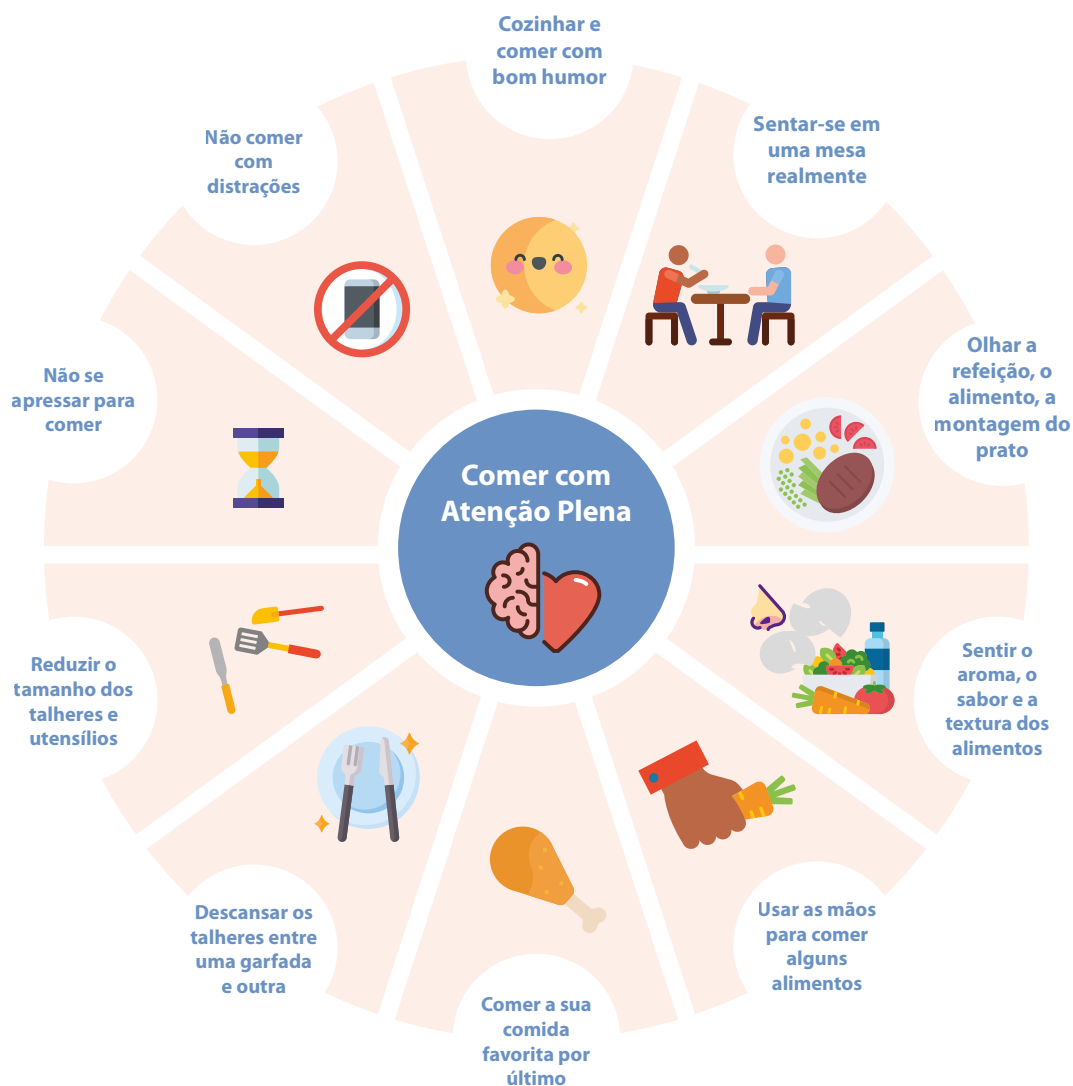 Cozinhar e
comer com
bom humor
Sentar-se em
uma mesa
realmente
Olhar a
refeição, o
alimento, a
montagem do
prato
Sentir o
aroma, o
sabor e a
textura dos
alimentos
Usar as mãos
para comer
alguns
alimentos
Comer a sua
comida
favorita por
último
Descansar os
talheres entre
uma garfada
e outra
Reduzir o
tamanho dos
talheres e
utensílios
Não se
apressar para
comer
Não comer
com
distrações
Comer com
Atenção Plena